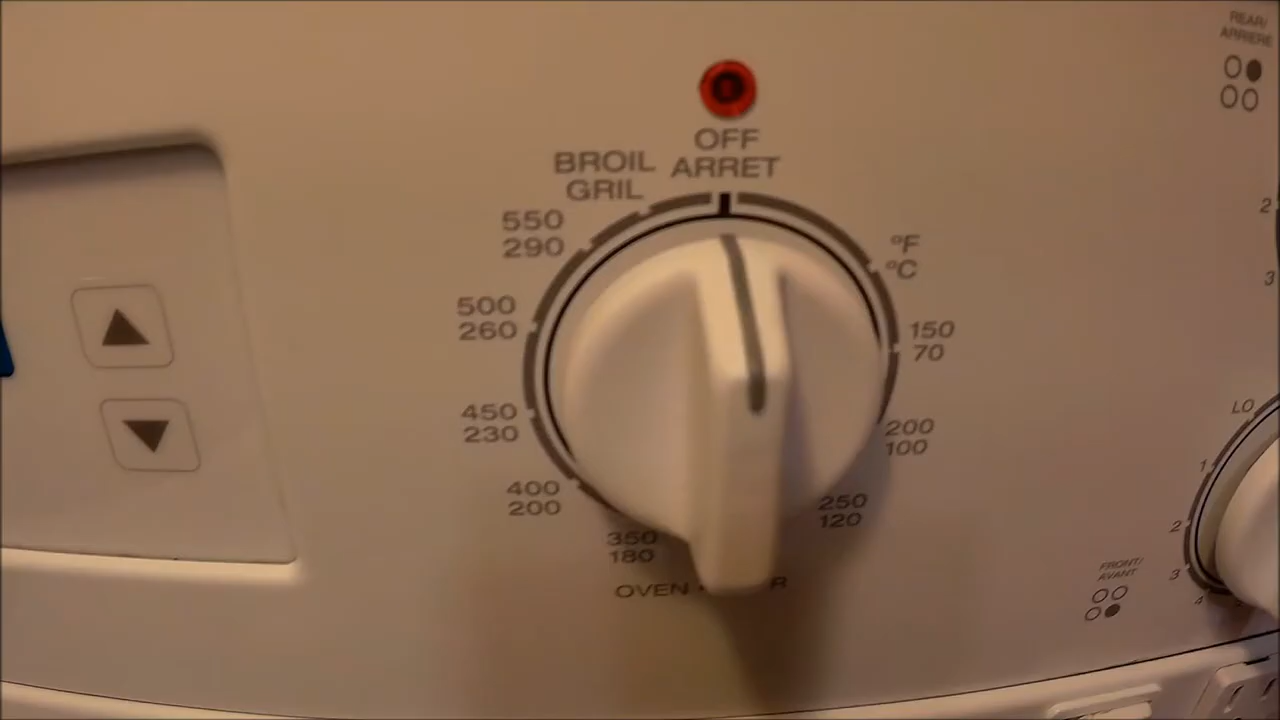 REAR/
ARRIERE
OFF
ARRET
BROIL
GRIL
550
290
°F
°C
500
260
150
70
450
230
200
100
400
200
250
120
350
180
OVEN
2
3
LO
1
2
3
4
FRONT/
AVANT